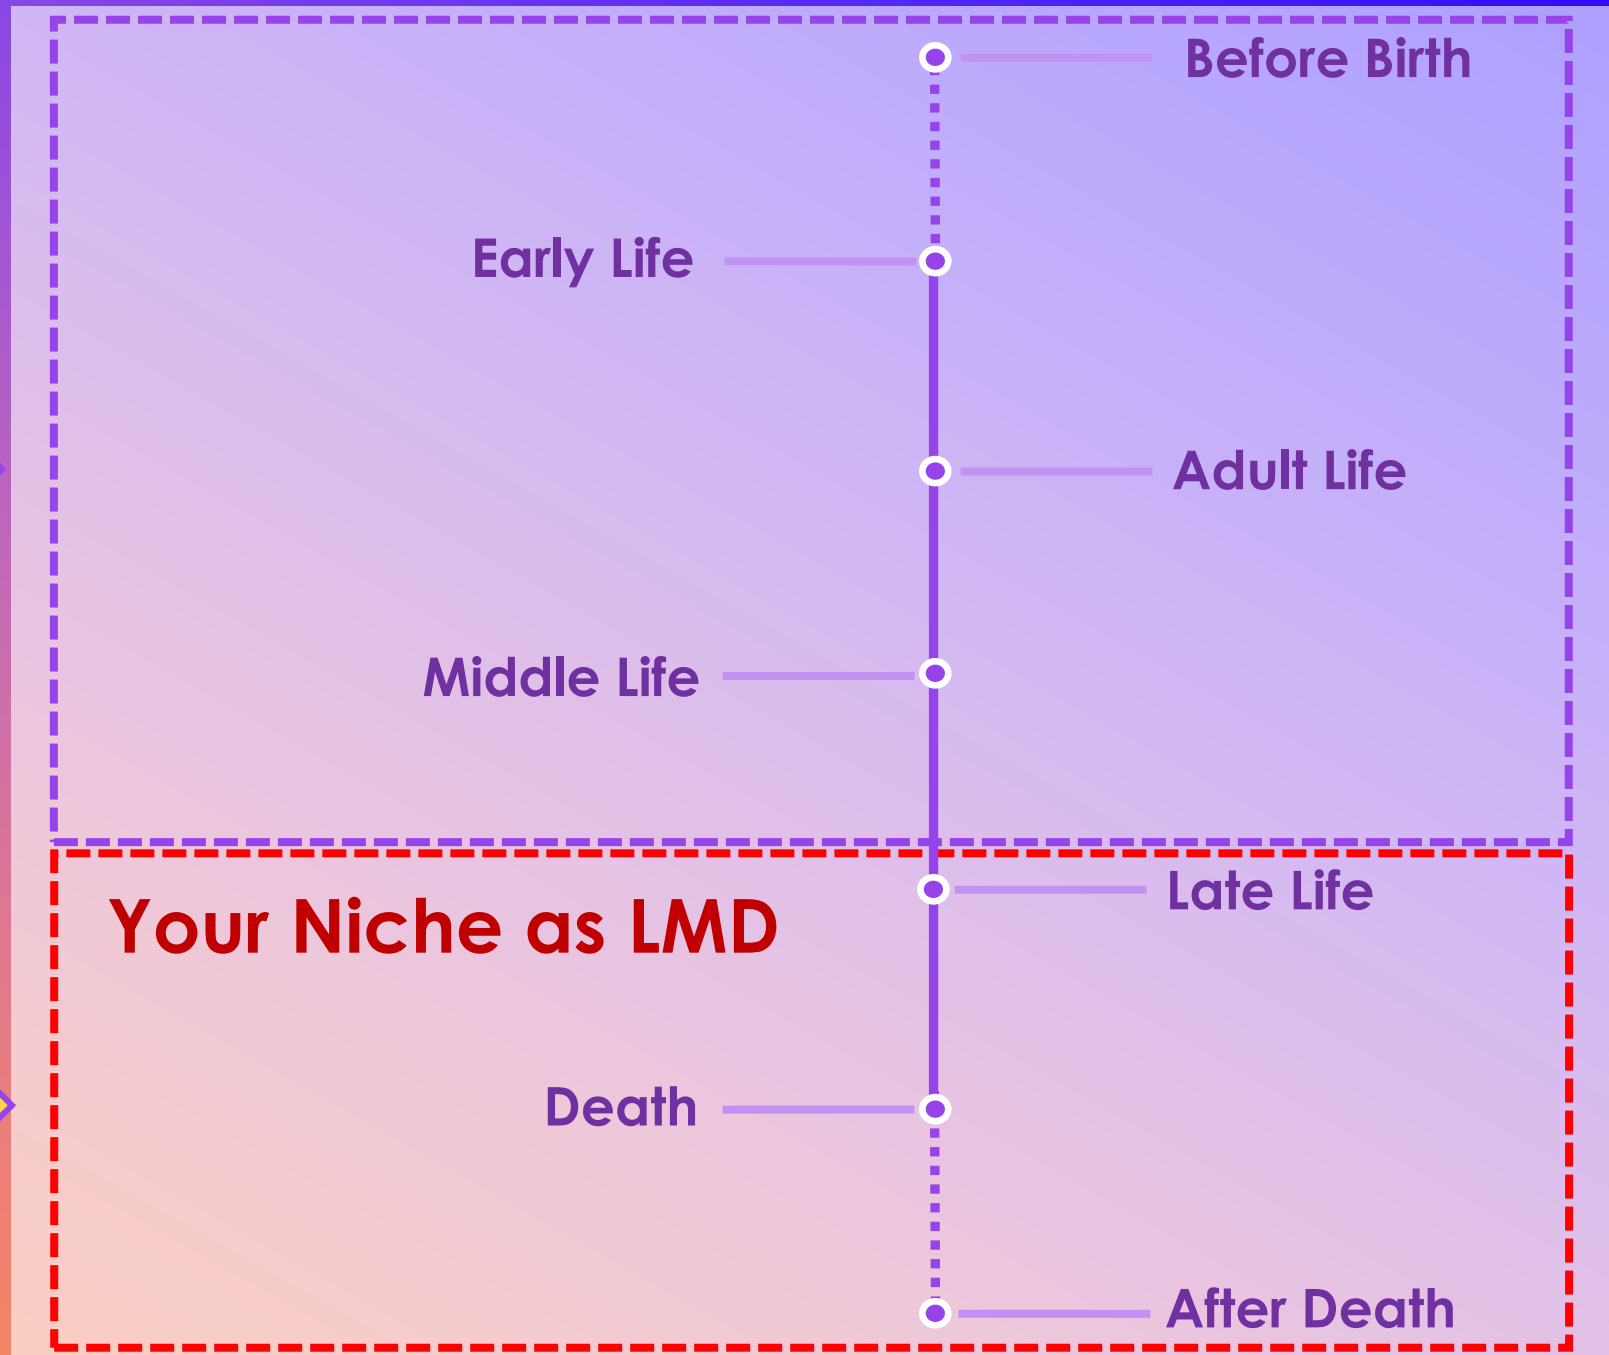 Before Birth
Early Life
Adult Life
Middle Life
Late Life
Your Niche as LMD
Death
After Death